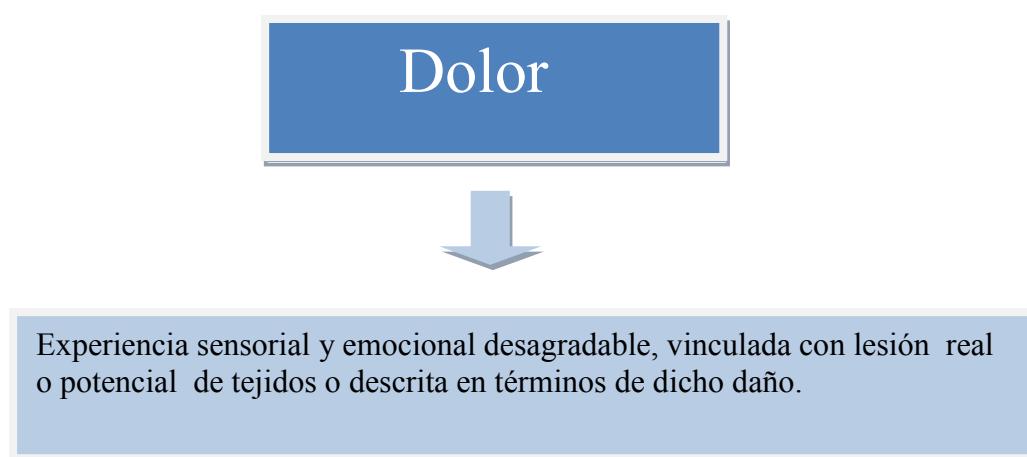 Dolor
Experiencia sensorial y emocional desagradable, vinculada con lesión real
o potencial de tejidos o descrita en términos de dicho daño.